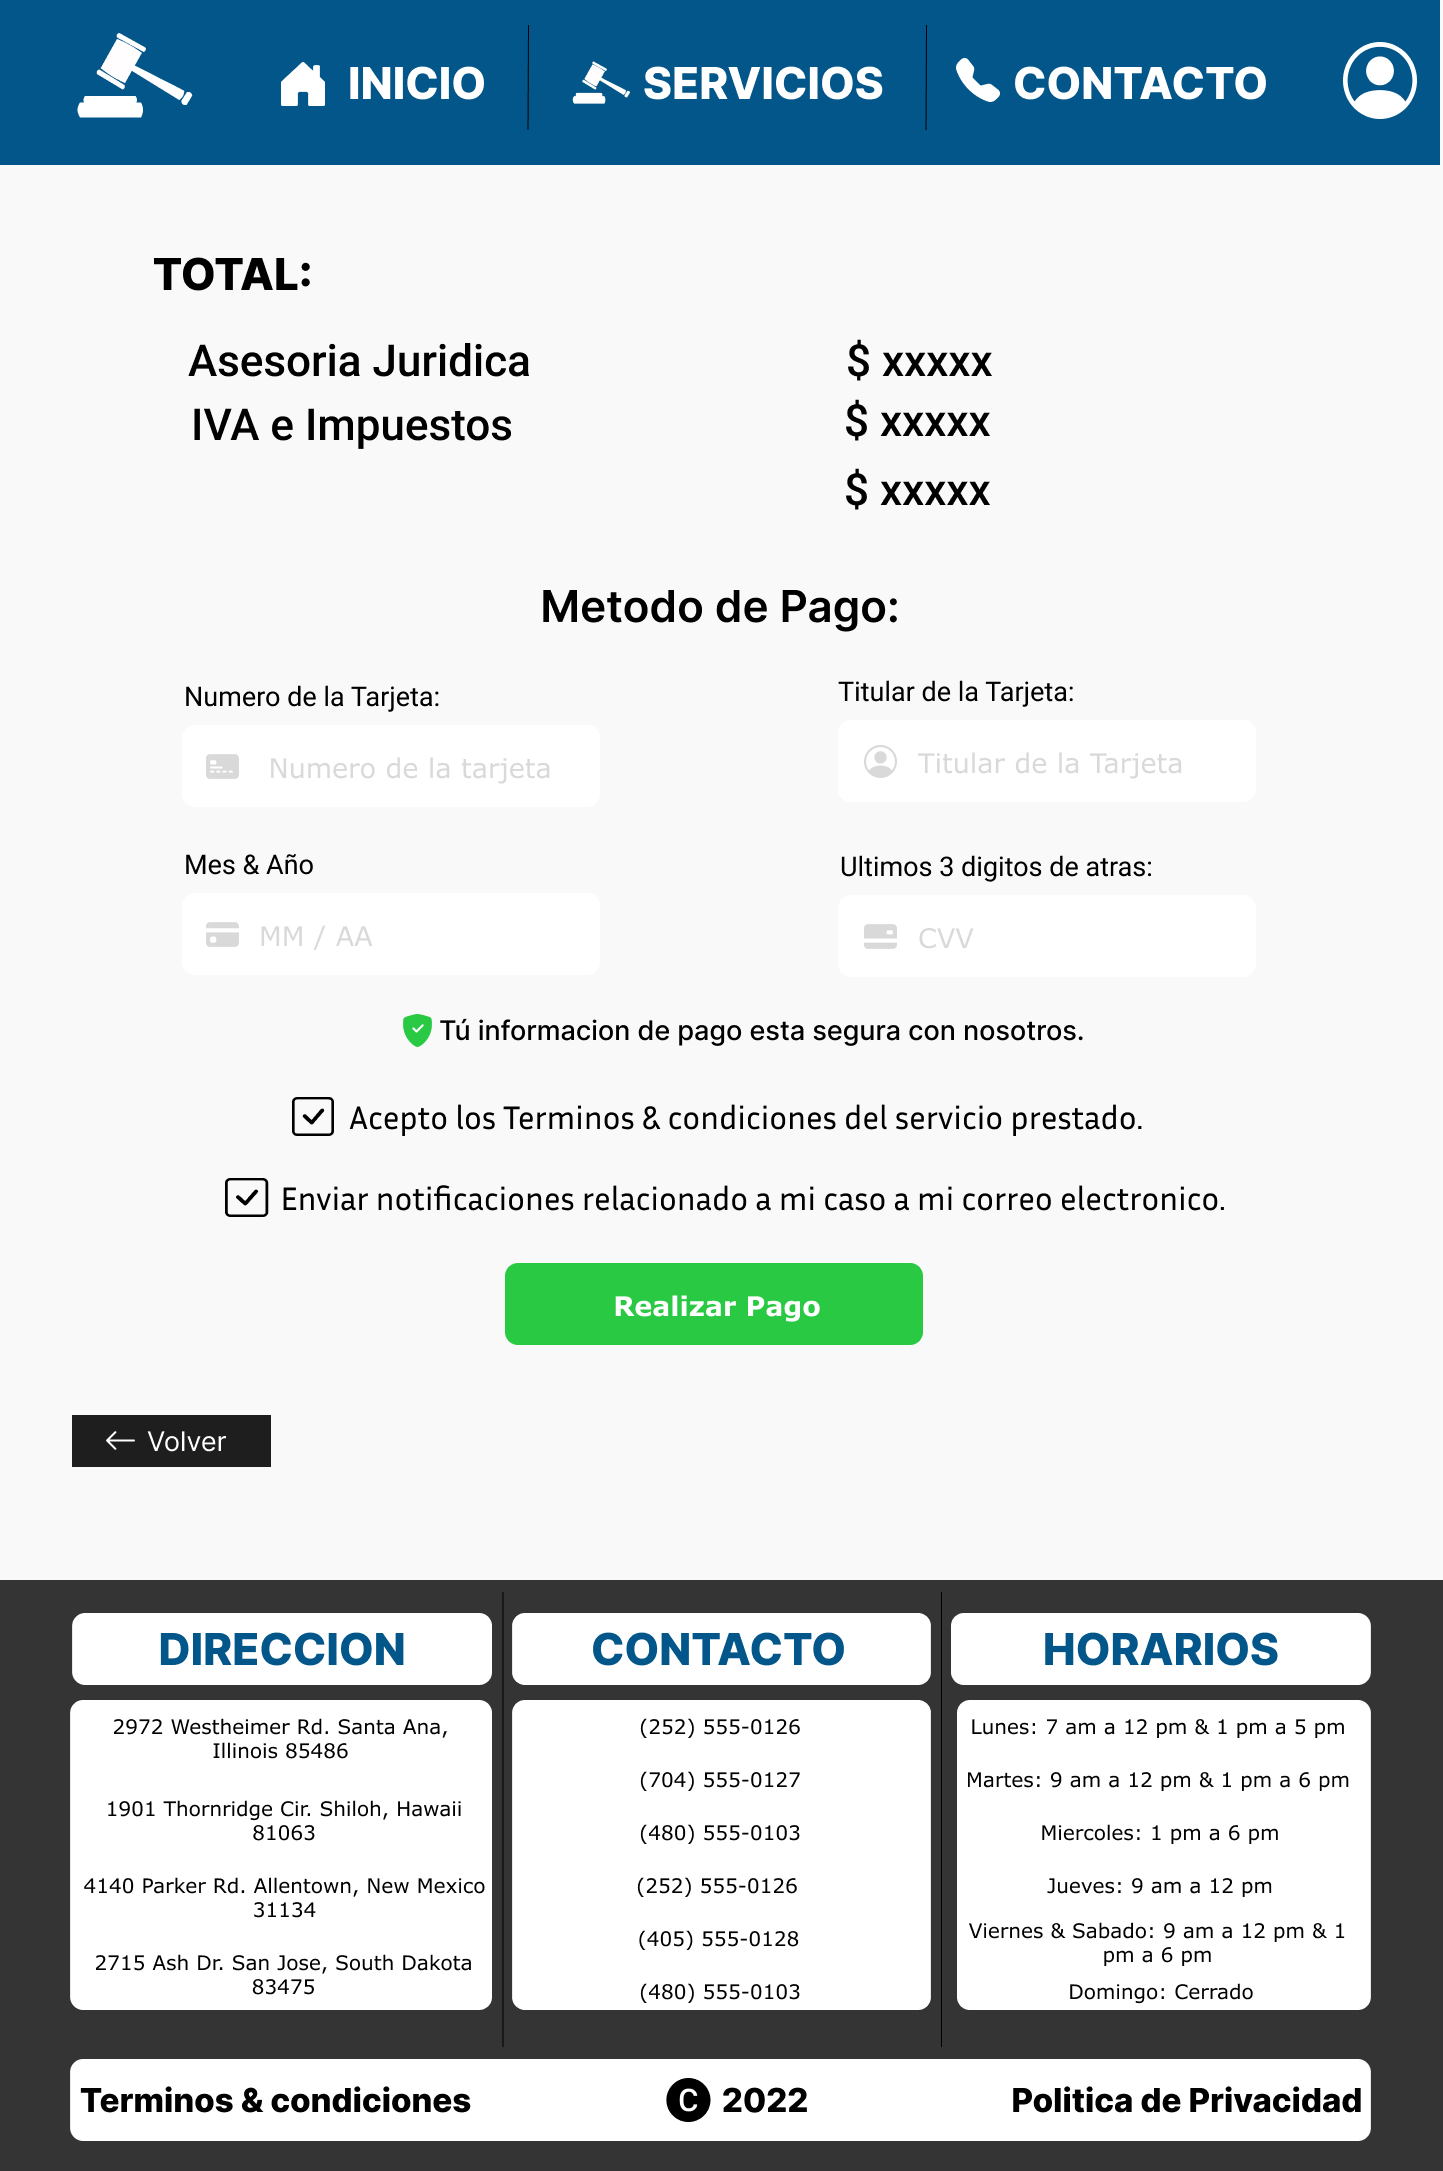 INICIO
SERVICIOS
CONTACTO
TOTAL:
Asesoria Juridica
$ xxxxx
IVA e Impuestos
$ xxxxx
$ xxxxx
Metodo de Pago:
Numero de la Tarjeta:
Titular de la Tarjeta:
Numero de la tarjeta
Titular de la Tarjeta
Mes & Año
Ultimos 3 digitos de atras:
MM / AA
CVV
Tú informacion de pago esta segura con nosotros.
Acepto los Terminos & condiciones del servicio prestado.
Enviar notificaciones relacionado a mi caso a mi correo electronico.
Realizar Pago
Volver
DIRECCION
2972 Westheimer Rd. Santa Ana,
Illinois 85486
1901 Thornridge Cir. Shiloh, Hawaii
81063
4140 Parker Rd. Allentown, New Mexico
31134
2715 Ash Dr. San Jose, South Dakota
83475
CONTACTO
(252) 555-0126
(704) 555-0127
(480) 555-0103
(252) 555-0126
(405) 555-0128
(480) 555-0103
HORARIOS
Lunes: 7 am a 12 pm & 1 pm a 5 pm
Martes: 9 am a 12 pm & 1 pm a 6 pm
Miercoles: 1 pm a 6 pm
Jueves: 9 am a 12 pm
Viernes & Sabado: 9 am a 12 pm & 1
pm a 6 pm
Domingo: Cerrado
Terminos & condiciones
C 2022
Politica de Privacidad